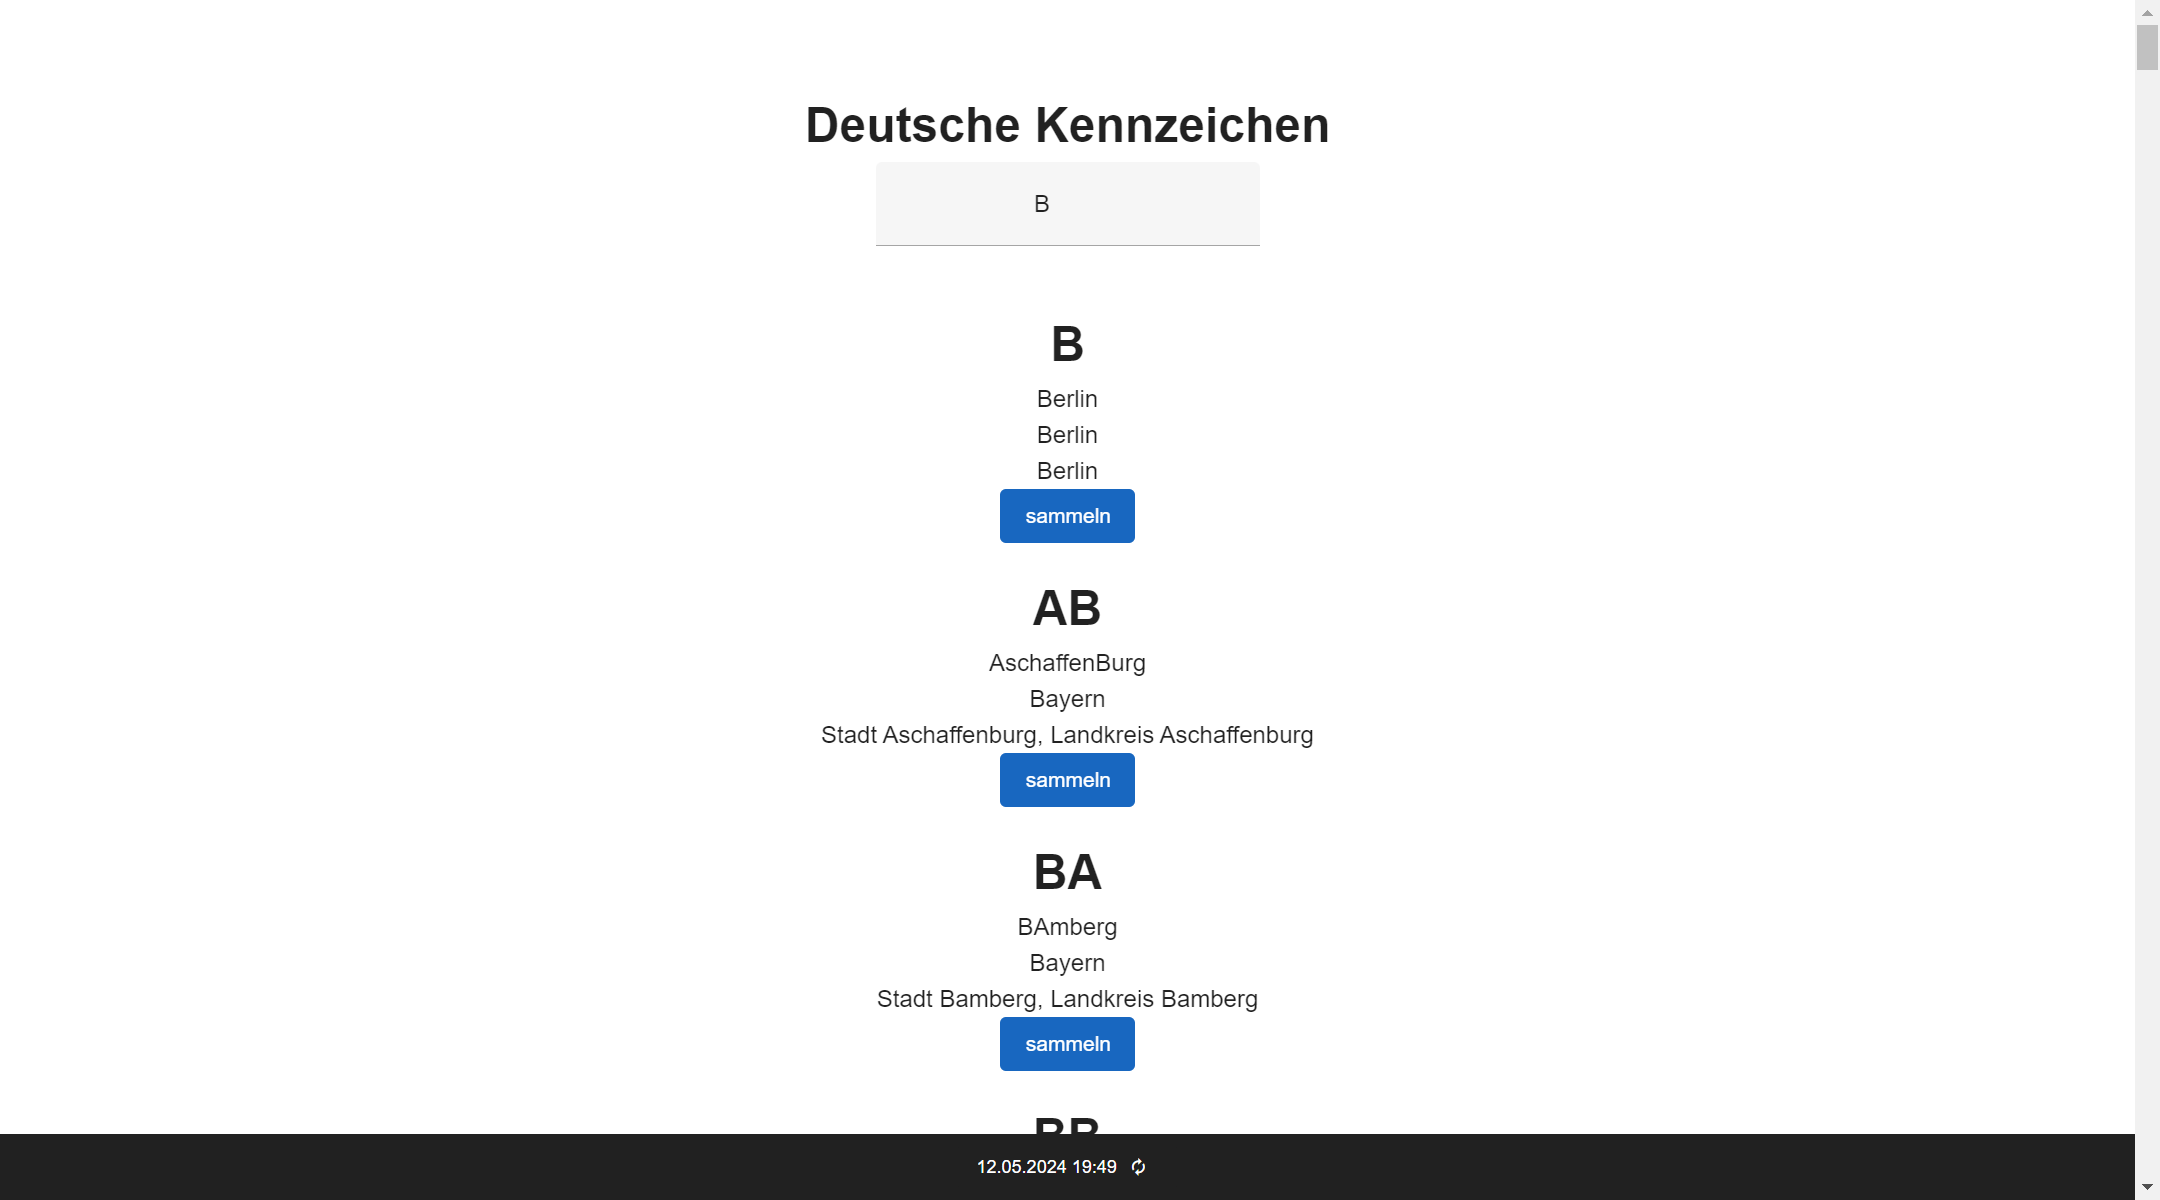 Deutsche Kennzeichen
B
B
Berlin
Berlin
Berlin
sammeln
AB
AschaffenBurg
Bayern
Stadt Aschaffenburg, Landkreis Aschaffenburg
sammeln
BA
BAmberg
Bayern
Stadt Bamberg, Landkreis Bamberg
sammeln
12.05.2024 19:49